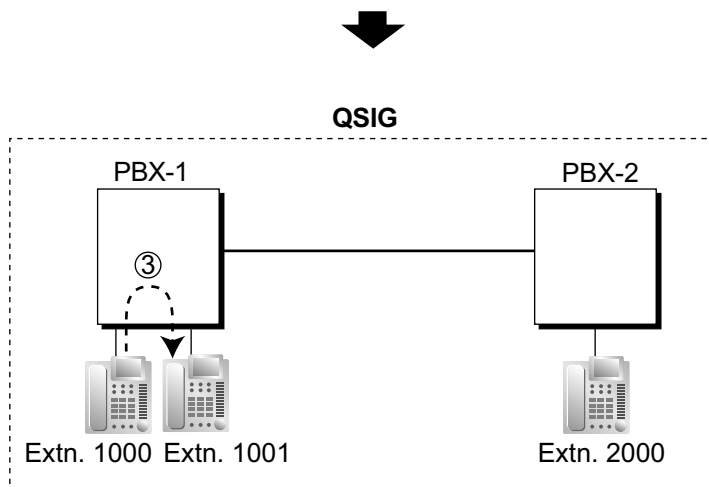 QSIG
PBX-1
PBX-2
③
Extn. 1000
Extn. 1001
Extn. 2000